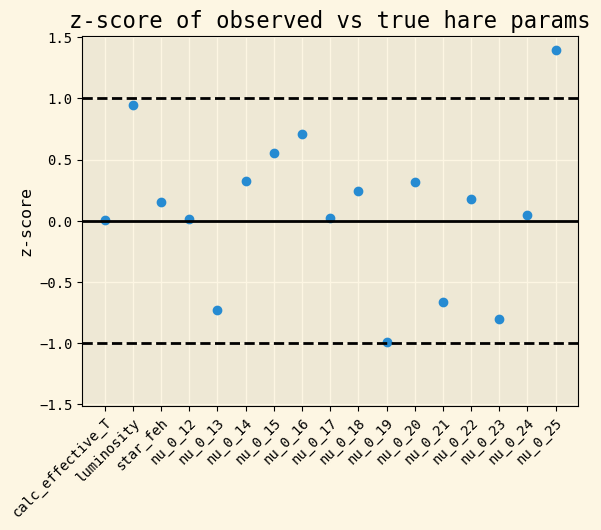 z-score of observed vs true hare params
1.5
1.0
0.5
0.0
−0.5
−1.0
−1.5
z-score
calc_effective_T
luminosity
star_feh
nu_0_12
nu_0_13
nu_0_14
nu_0_15
nu_0_16
nu_0_17
nu_0_18
nu_0_19
nu_0_20
nu_0_21
nu_0_22
nu_0_23
nu_0_24
nu_0_25